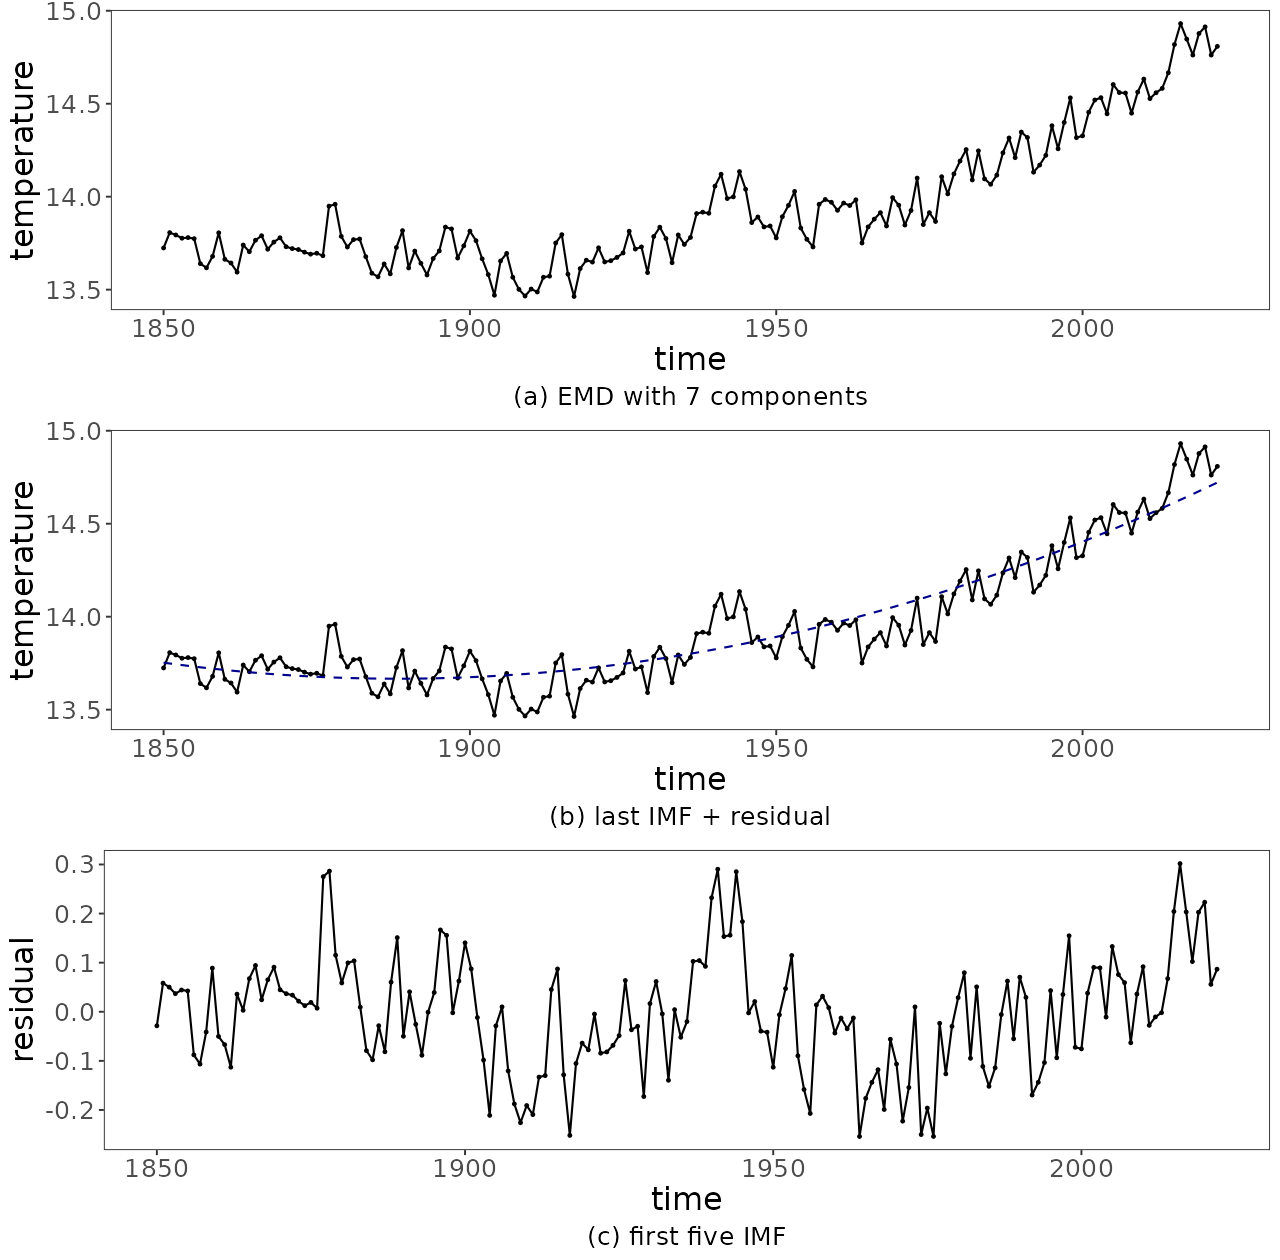 15.0
14.5
14.0
13.5
temperature
1850 1900 1950 2000
time
(a) EMD with 7 components
15.0
14.5
14.0
13.5
temperature
1850 1900 1950 2000
time
(b) last IMF + residual
0.3
0.2
0.1
0.0
-0.1
-0.2
residual
1850 1900 1950 2000
time
(c) first five IMF